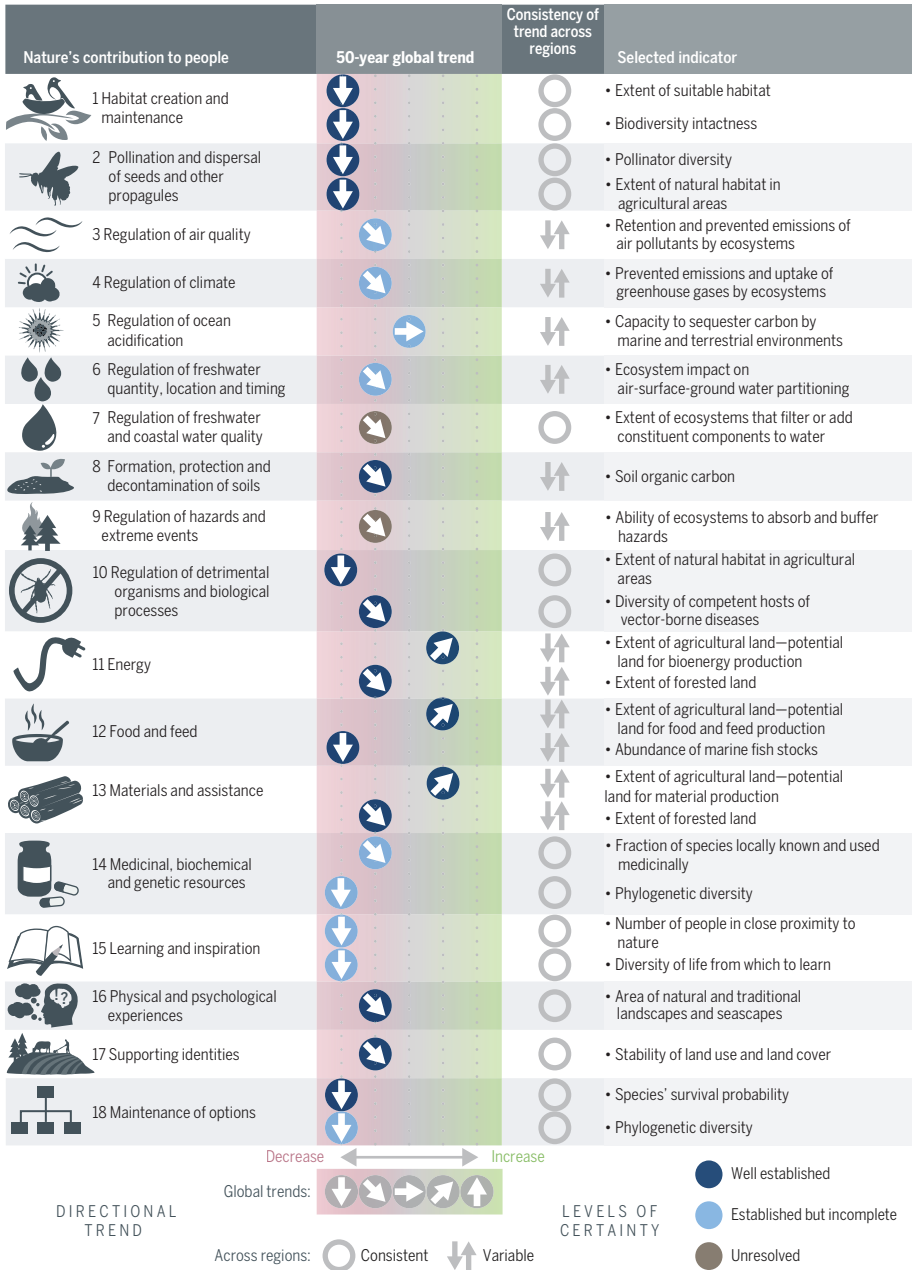 Nature's contribution to people
50-year global trend
Consistency of
trend across
regions
Selected indicator
1 Habitat creation and
maintenance
• Extent of suitable habitat
• Biodiversity intactness
2 Pollination and dispersal
of seeds and other
propagules
• Pollinator diversity
• Extent of natural habitat in
agricultural areas
3 Regulation of air quality
• Retention and prevented emissions of
air pollutants by ecosystems
4 Regulation of climate
• Prevented emissions and uptake of
greenhouse gases by ecosystems
5 Regulation of ocean
acidification
• Capacity to sequester carbon by
marine and terrestrial environments
6 Regulation of freshwater
quantity, location and timing
• Ecosystem impact on
air-surface-ground water partitioning
7 Regulation of freshwater
and coastal water quality
• Extent of ecosystems that filter or add
constituent components to water
8 Formation, protection and
decontamination of soils
• Soil organic carbon
9 Regulation of hazards and
extreme events
• Ability of ecosystems to absorb and buffer
hazards
10 Regulation of detrimental
organisms and biological
processes
• Extent of natural habitat in agricultural
areas
• Diversity of competent hosts of
vector-borne diseases
11 Energy
• Extent of agricultural land—potential
land for bioenergy production
• Extent of forested land
12 Food and feed
• Extent of agricultural land—potential
land for food and feed production
• Abundance of marine fish stocks
13 Materials and assistance
• Extent of agricultural land—potential
land for material production
• Extent of forested land
14 Medicinal, biochemical
and genetic resources
• Fraction of species locally known and used
medicinally
• Phylogenetic diversity
15 Learning and inspiration
• Number of people in close proximity to
nature
• Diversity of life from which to learn
!?
16 Physical and psychological
experiences
• Area of natural and traditional
landscapes and seascapes
17 Supporting identities
• Stability of land use and land cover
18 Maintenance of options
• Species' survival probability
• Phylogenetic diversity
Decrease
Increase
Global trends:
DIRECTIONAL
TREND
Across regions:
Consistent
Variable
LEVELS OF
CERTAINTY
Well established
Established but incomplete
Unresolved